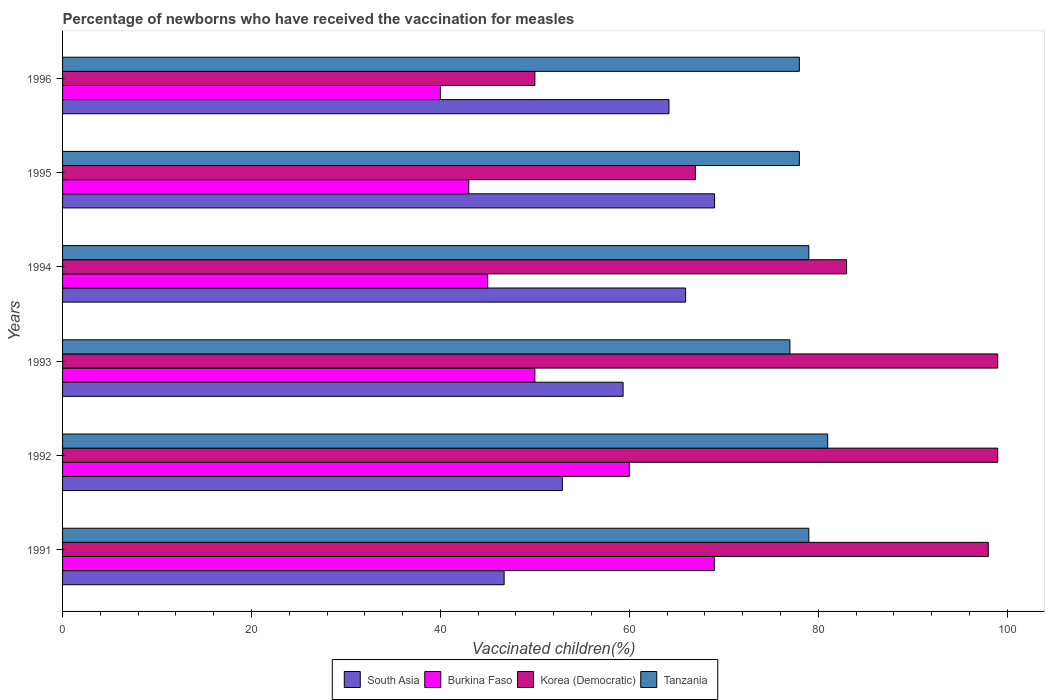 Percentage of newborns who have received the vaccination for measles
1996
1995
1994
1993
1992
1991
Years
0
20
40
60
80
100
Vaccinated children(%)
South Asia
Burkina Faso
Korea (Democratic)
Tanzania